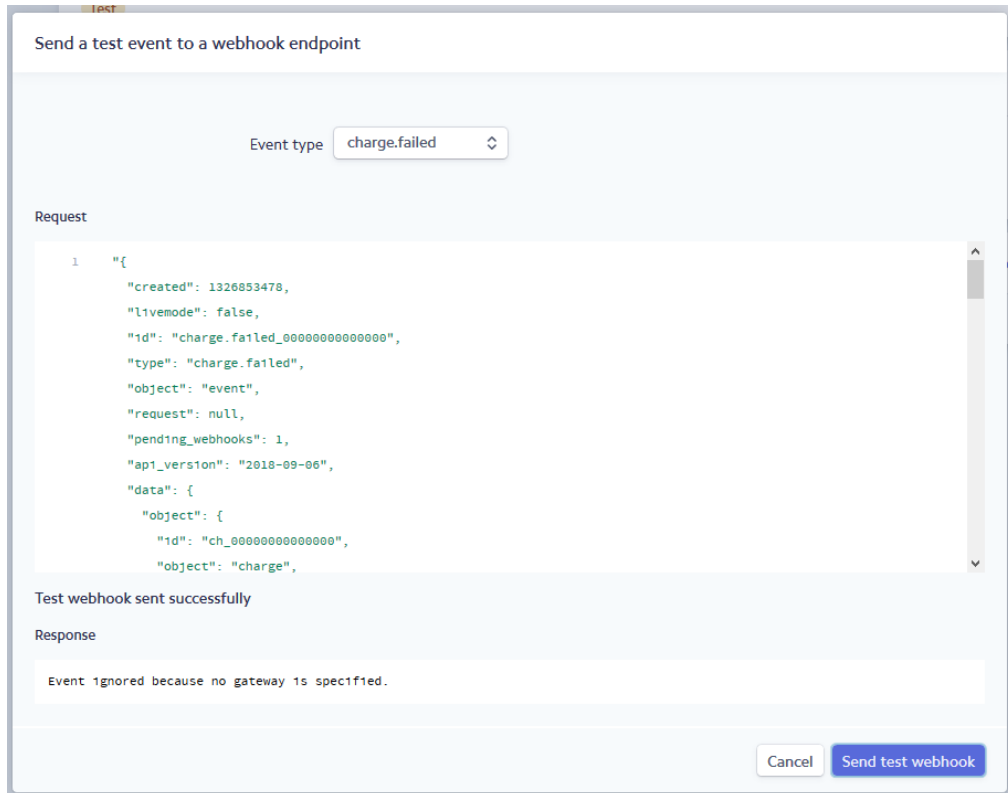 Test
Send a test event to a webhook endpoint
Event type charge.failed
Request
1 "{
"created": 1326853478,
"livemode": false,
"id": "charge.failed_00000000000000",
"type": "charge.failed",
"object": "event",
"request": null,
"pending_webhooks": 1,
"api_version": "2018-09-06",
"data": {
"object": {
"id": "ch_00000000000000",
"object": "charge",
Test webhook sent successfully
Response
Event ignored because no gateway is specified.
Cancel Send test webhook